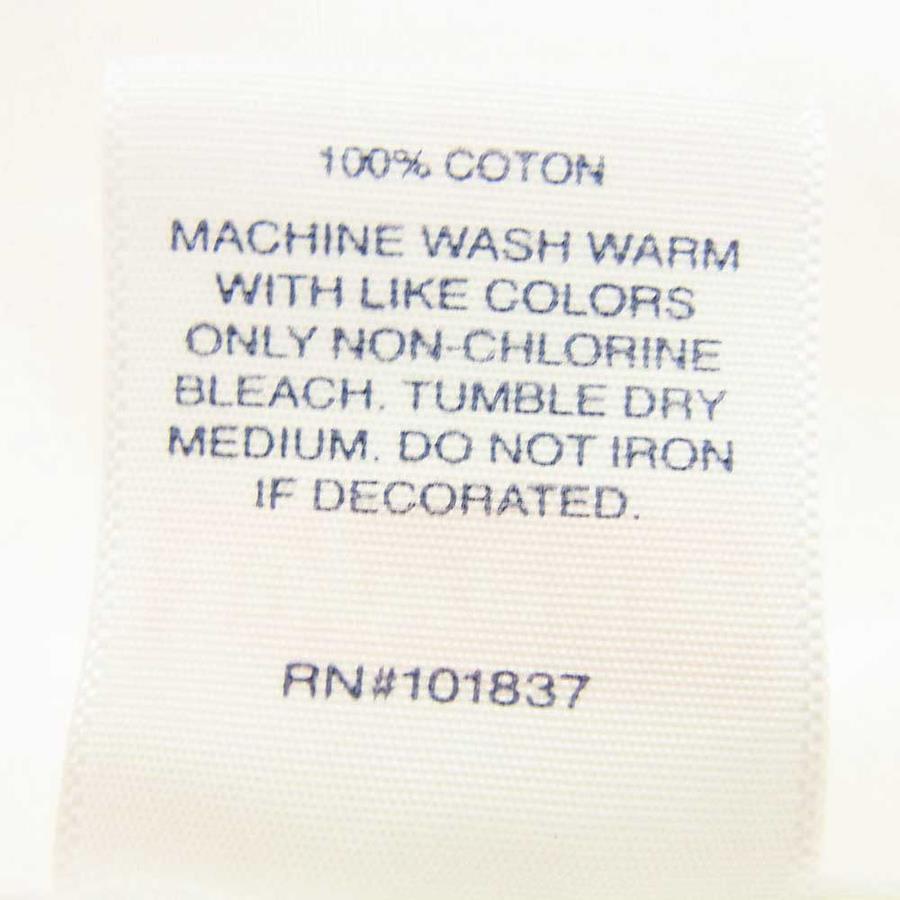 100% COTON
MACHINE WASH WARM
WITH LIKE COLORS
ONLY NON-CHLORINE
BLEACH. TUMBLE DRY
MEDIUM. DO NOT IRON
IF DECORATED.
RN#101837